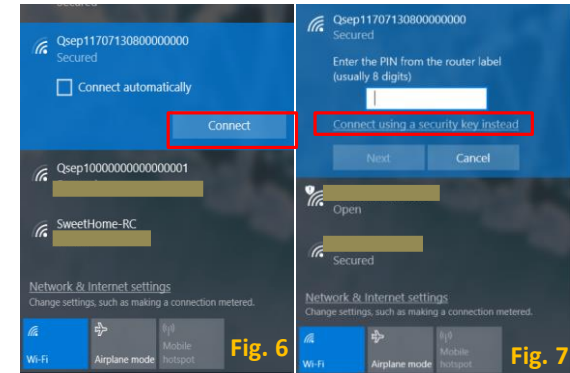 Secured
Qsep11707130800000000
Secured
Connect automatically
Connect
Qsep10000000000000001
SweetHome-RC
Network & Internet settings
Change settings, such as making a connection metered.
Wi-Fi
Airplane mode
Mobile
hotspot
Fig. 6
Qsep11707130800000000
Secured
Enter the PIN from the router label
(usually 8 digits)
Connect using a security key instead
Next
Cancel
Open
Secured
Network & Internet settings
Change settings, such as making a connection metered.
Wi-Fi
Airplane mode
Mobile
hotspot
Fig. 7